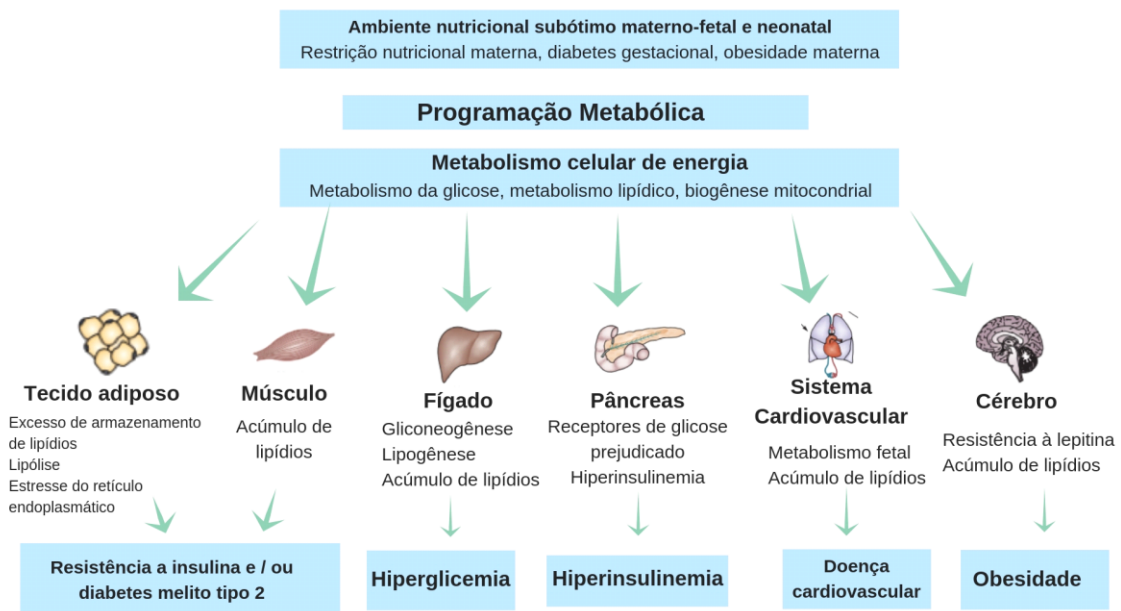 Ambiente nutricional subótimo materno-fetal e neonatal
Restrição nutricional materna, diabetes gestacional, obesidade materna
Programação Metabólica
Metabolismo celular de energia
Metabolismo da glicose, metabolismo lipídico, biogênese mitocondrial
Tecido adiposo
Excesso de armazenamento
de lipídios
Lipólise
Estresse do retículo
endoplasmático
Músculo
Acúmulo de
lipídios
Fígado
Gliconeogênese
Lipogênese
Acúmulo de lipídios
Pâncreas
Receptores de glicose
prejudicado
Hiperinsulinemia
Sistema
Cardiovascular
Metabolismo fetal
Acúmulo de lipídios
Cérebro
Resistência à lepitina
Acúmulo de lipídios
Resistência a insulina e / ou
diabetes melito tipo 2
Hiperglicemia
Hiperinsulinemia
Doença
cardiovascular
Obesidade